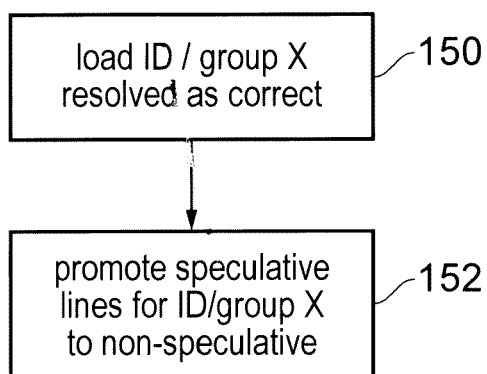 load ID / group X
resolved as correct
150
promote speculative
lines for ID/group X
to non-speculative
152